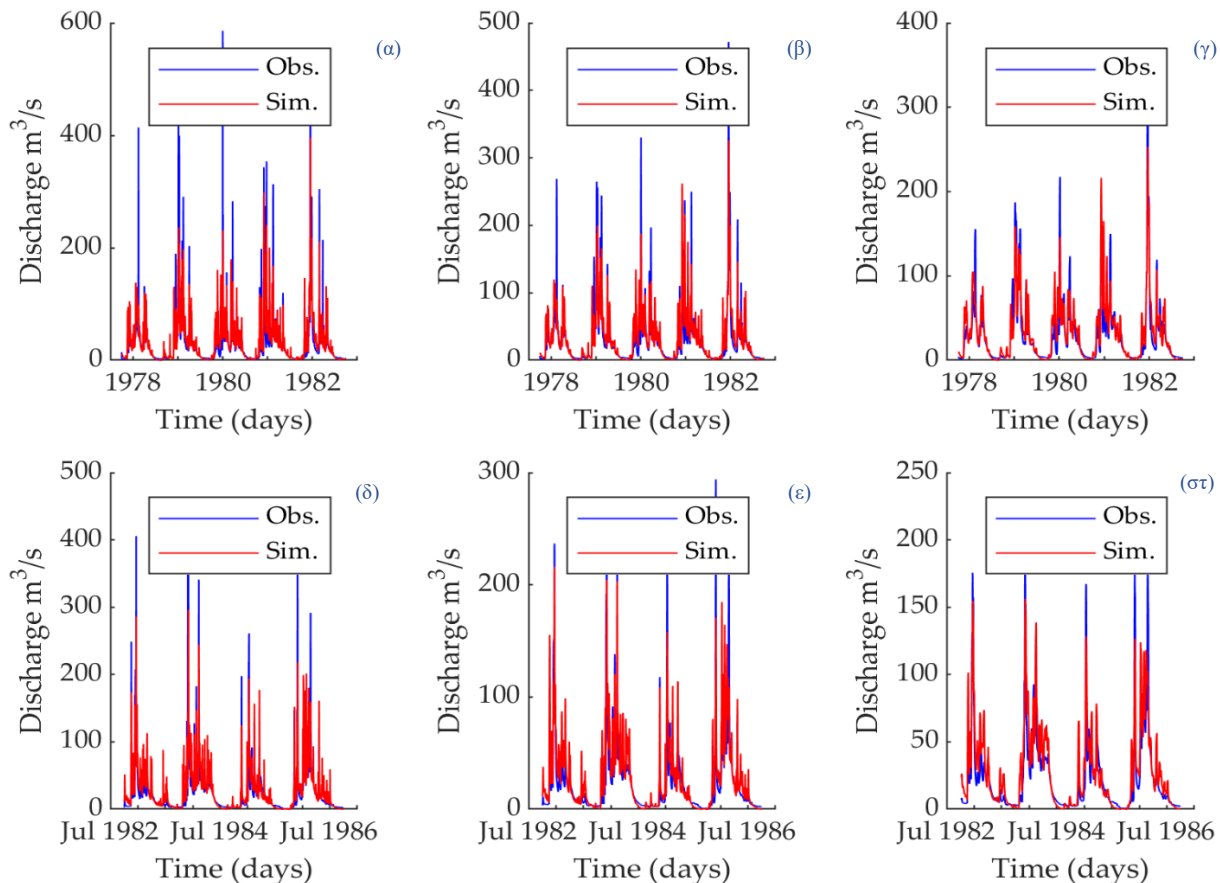 600
400
200
0
Discharge m³/s
Obs.
Sim.
(α)
1978 1980 1982
Time (days)
500
400
300
200
100
0
Discharge m³/s
Obs.
Sim.
(β)
1978 1980 1982
Time (days)
400
300
200
100
0
Discharge m³/s
Obs.
Sim.
(γ)
1978 1980 1982
Time (days)
500
400
300
200
100
0
Discharge m³/s
Obs.
Sim.
(δ)
Jul 1982 Jul 1984 Jul 1986
Time (days)
300
200
100
0
Discharge m³/s
Obs.
Sim.
(ε)
Jul 1982 Jul 1984 Jul 1986
Time (days)
250
200
150
100
50
0
Discharge m³/s
Obs.
Sim.
(στ)
Jul 1982 Jul 1984 Jul 1986
Time (days)